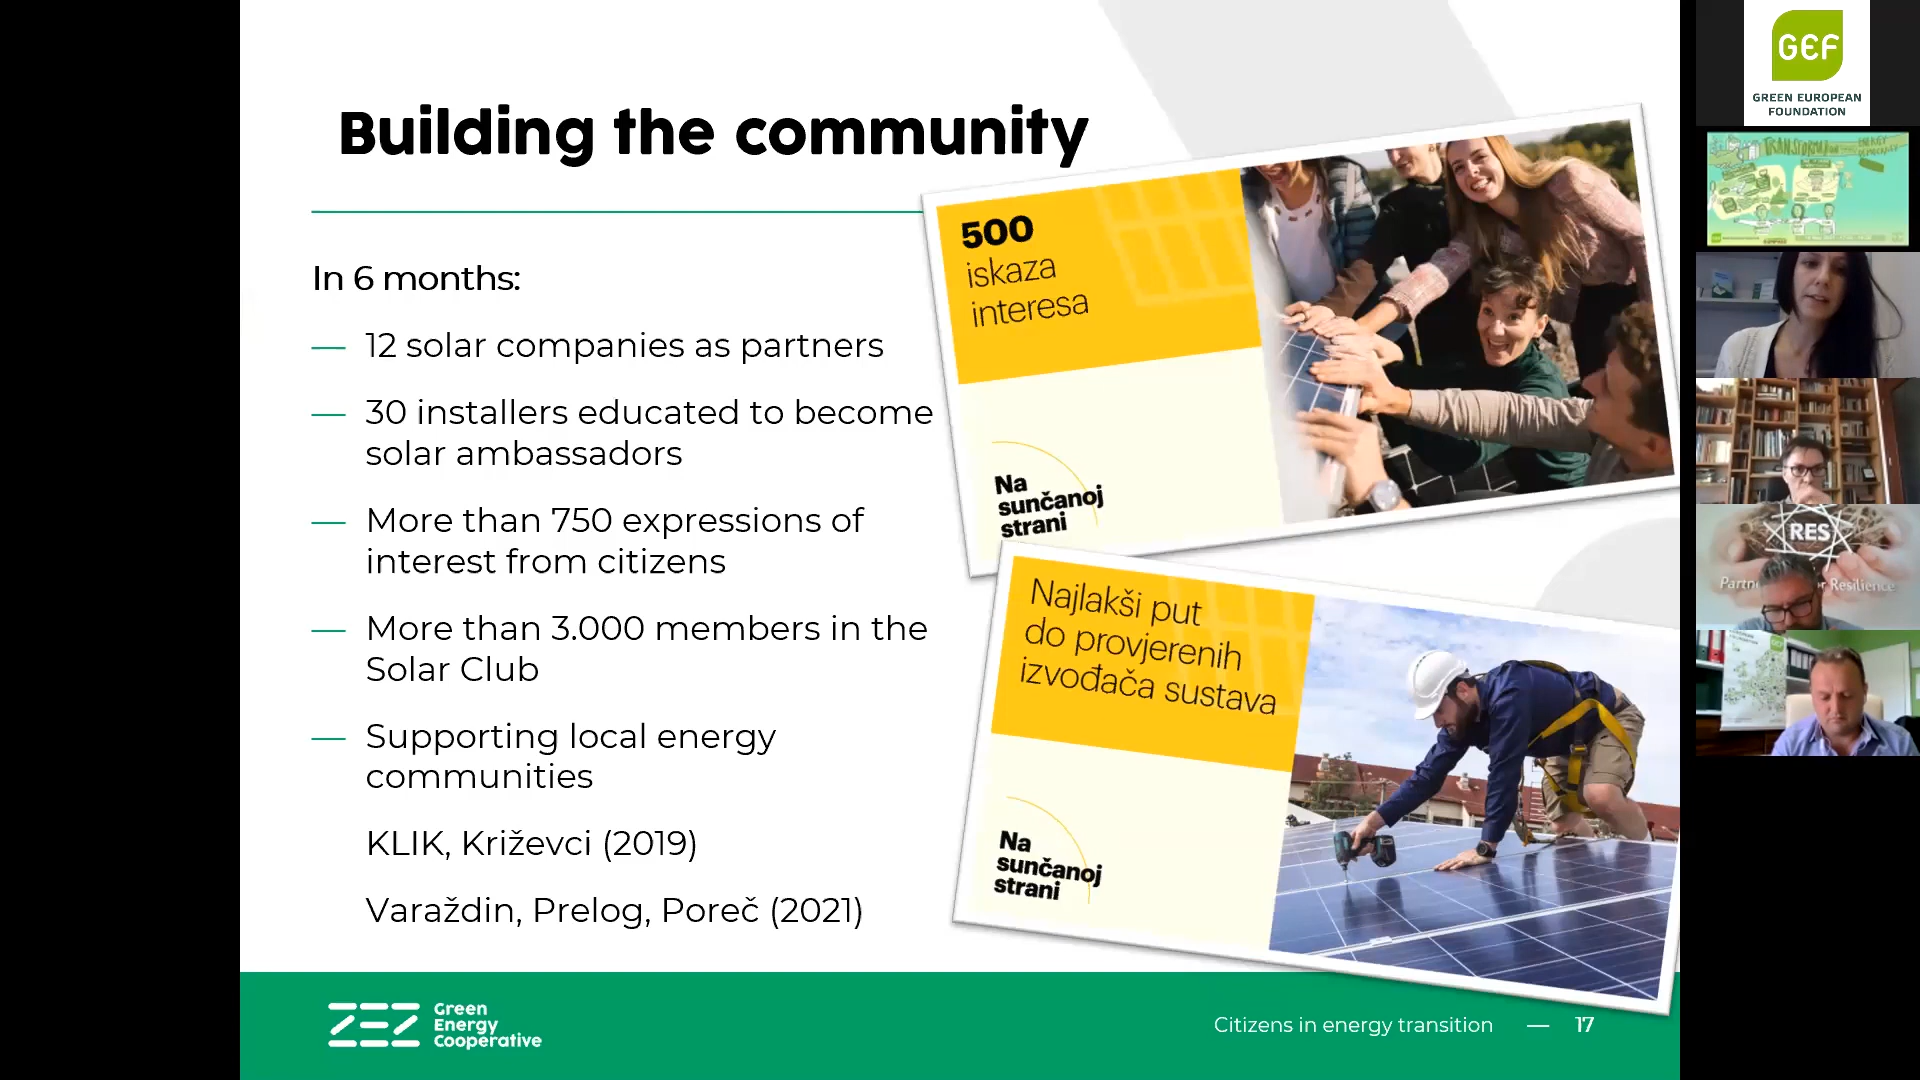 Building the community
In 6 months:
— 12 solar companies as partners
— 30 installers educated to become
solar ambassadors
— More than 750 expressions of
interest from citizens
— More than 3.000 members in the
Solar Club
— Supporting local energy
communities
KLIK, Križevci (2019)
Varaždin, Prelog, Poreč (2021)
500
iskaza
interesa
Na
sunčanoj
strani
Najlakši put
do provjerenih
izvođača sustava
Na
sunčanoj
strani
ZEZ
Green
Energy
Cooperative
Citizens in energy transition — 17
GEF
GREEN EUROPEAN
FOUNDATION
RES
Resilience